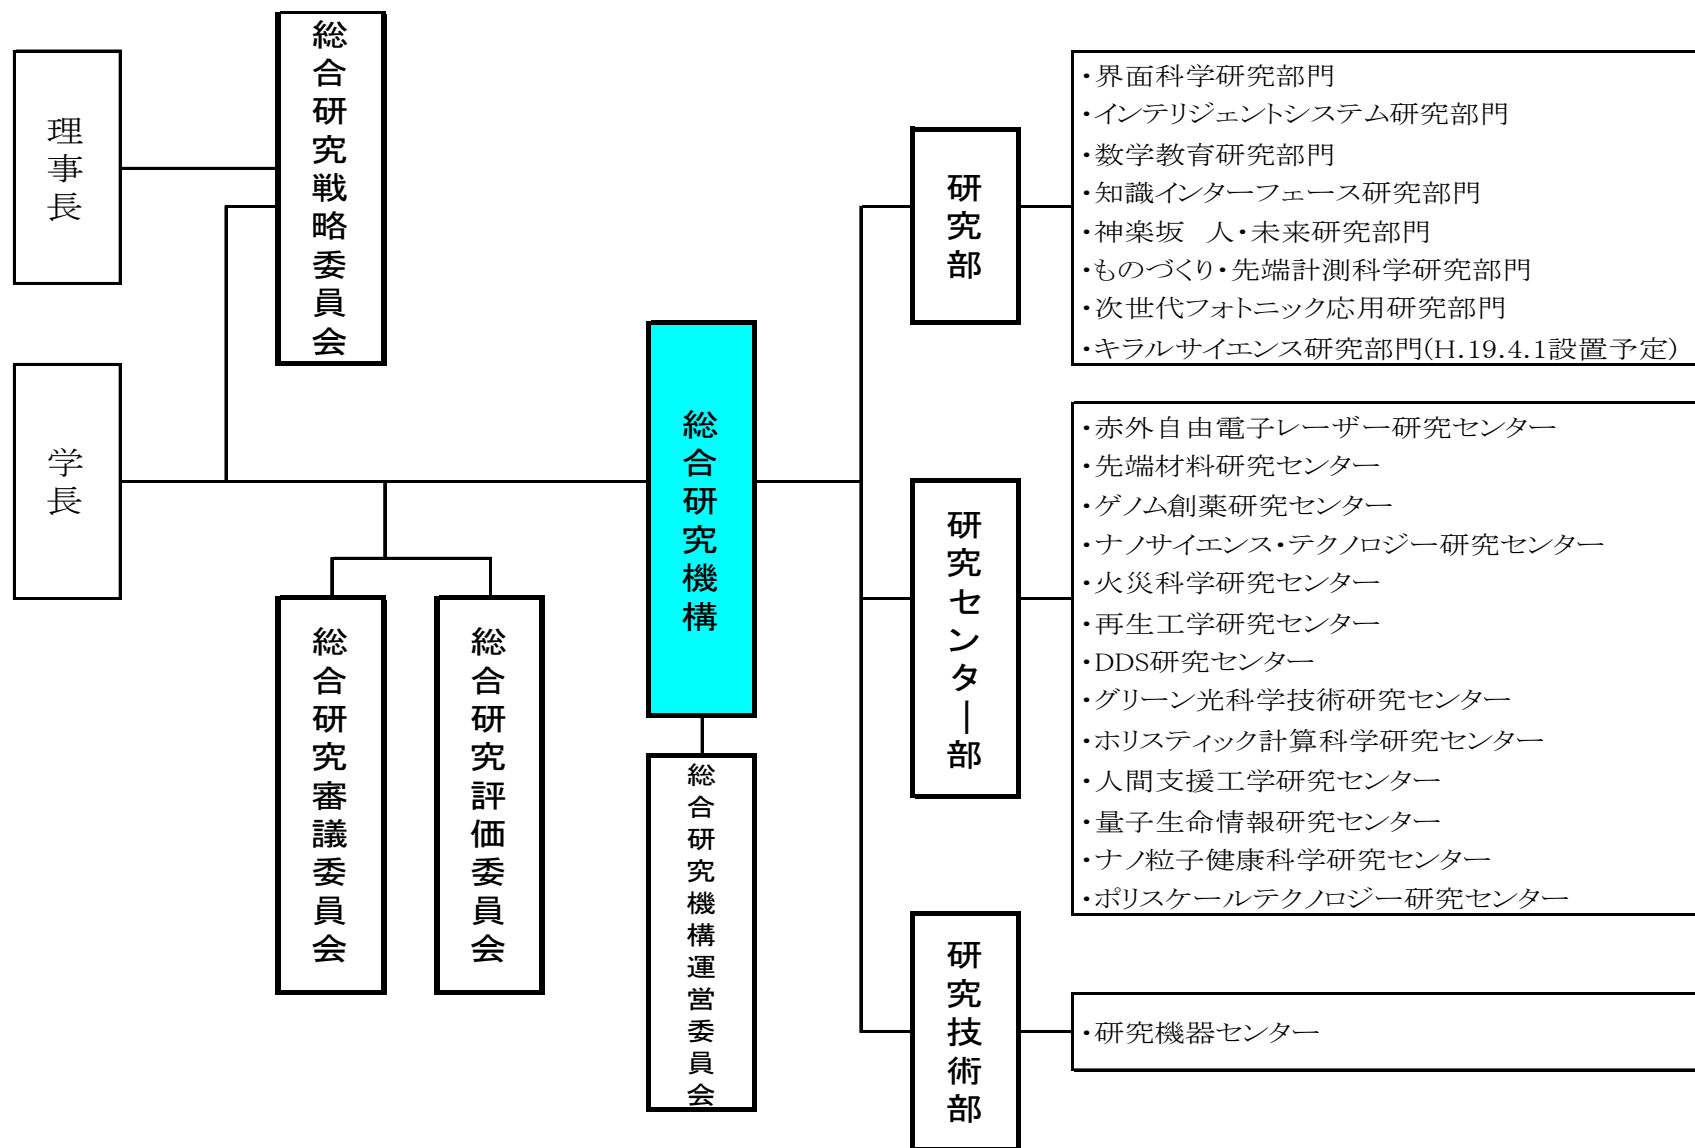 理事長
学長
総合研究戦略委員会
総合研究審議委員会
総合研究評価委員会
総合研究機構
総合研究機構運営委員会
研究部
・界面科学研究部門
・インテリジェントシステム研究部門
・数学教育研究部門
・知識インターフェース研究部門
・神楽坂　人・未来研究部門
・ものづくり・先端計測科学研究部門
・次世代フォトニック応用研究部門
・キラルサイエンス研究部門(H.19.4.1設置予定)
研究センター部
・赤外自由電子レーザー研究センター
・先端材料研究センター
・ゲノム創薬研究センター
・ナノサイエンス・テクノロジー研究センター
・火災科学研究センター
・再生工学研究センター
・DDS研究センター
・グリーン光科学技術研究センター
・ホリスティック計算科学研究センター
・人間支援工学研究センター
・量子生命情報研究センター
・ナノ粒子健康科学研究センター
・ポリスケールテクノロジー研究センター
研究技術部
・研究機器センター